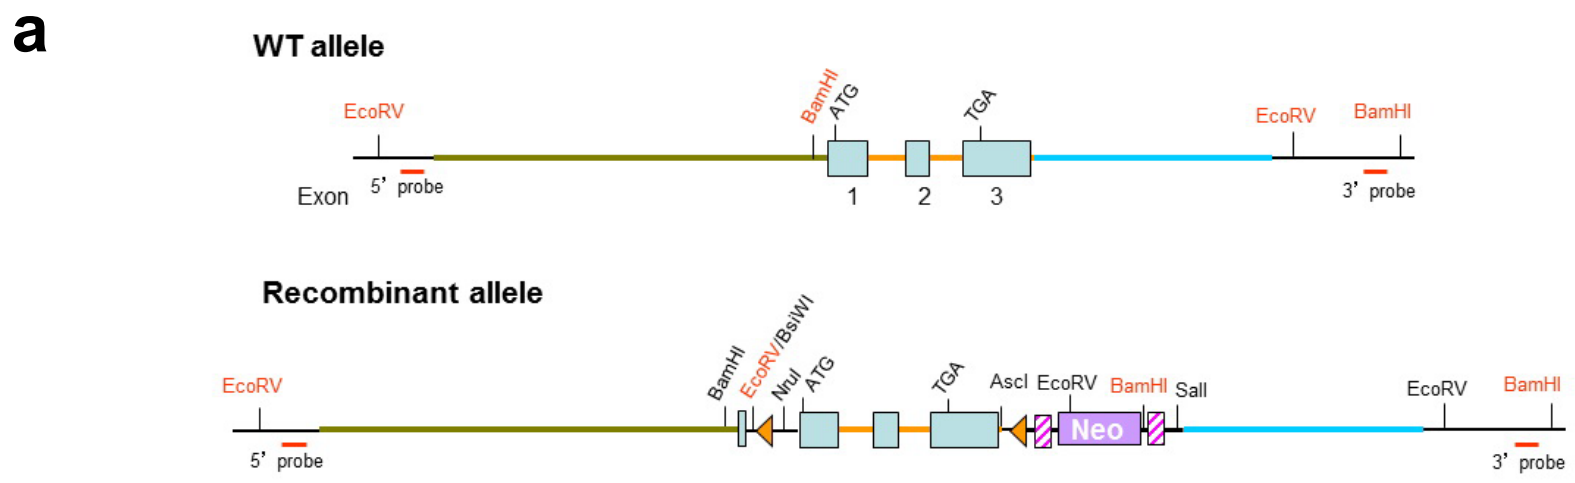 a
WT allele
EcoRV
BamHI
ATG
TGA
EcoRV
BamHI
Exon
5' probe
1
2
3
3' probe
Recombinant allele
EcoRV
BamHI
EcoRV/BsiWI
NruI
ATG
TGA
AscI
EcoRV
BamHI
SalI
EcoRV
BamHI
Neo
5' probe
3' probe